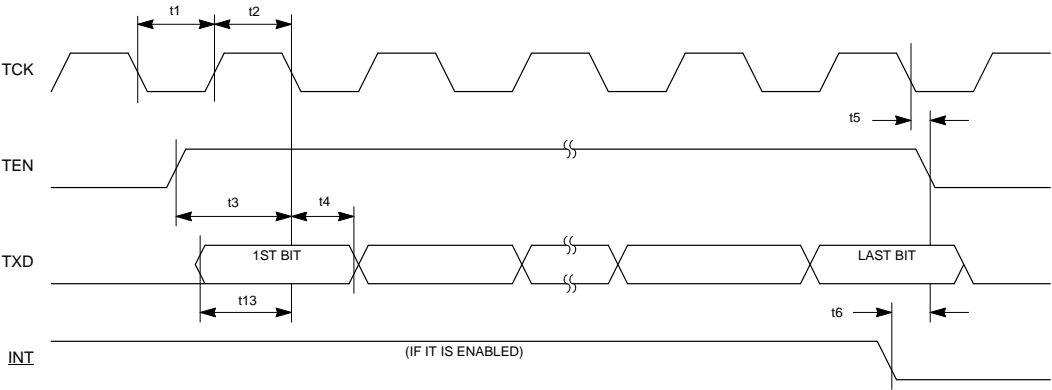 t1
t2
TCK
t5
TEN
t3
t4
1ST BIT
LAST BIT
TXD
t13
t6
(IF IT IS ENABLED)
INT